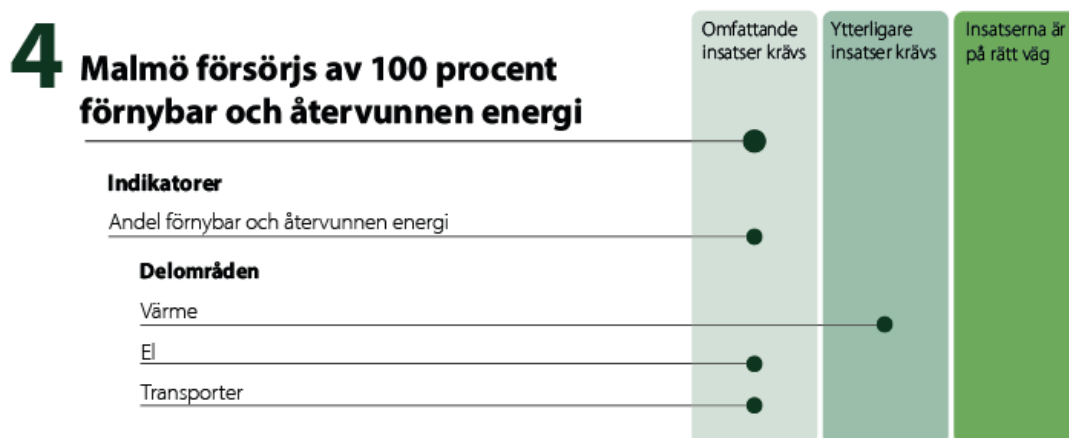 4
Malmö försörjs av 100 procent
förnybar och återvunnen energi
Omfattande
insatser krävs
Ytterligare
insatser krävs
Insatserna är
på rätt väg
Indikatorer
Andel förnybar och återvunnen energi
Delområden
Värme
El
Transporter